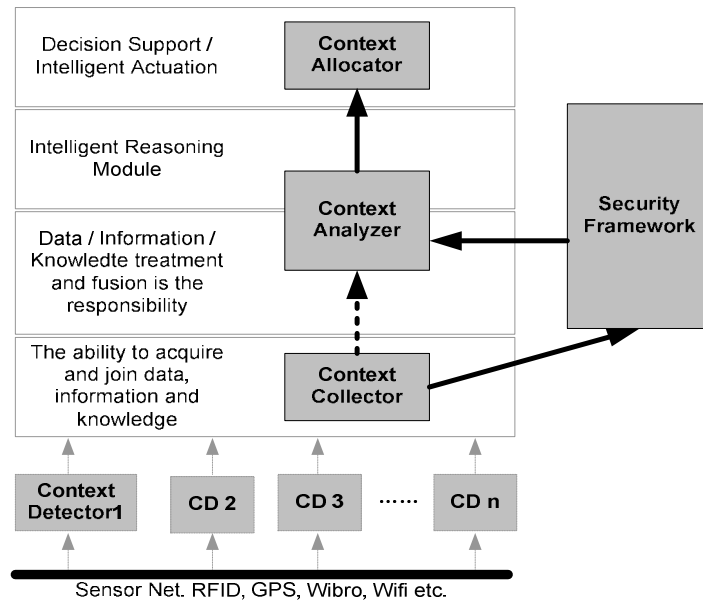 Decision Support /
Intelligent Actuation
Context
Allocator
Intelligent Reasoning
Module
Context
Analyzer
Security
Framework
Data / Information /
Knowledte treatment
and fusion is the
responsibility
The ability to acquire
and join data,
information and
knowledge
Context
Collector
Context
Detector1
CD 2
CD 3
......
CD n
Sensor Net. RFID, GPS, Wibro, Wifi etc.